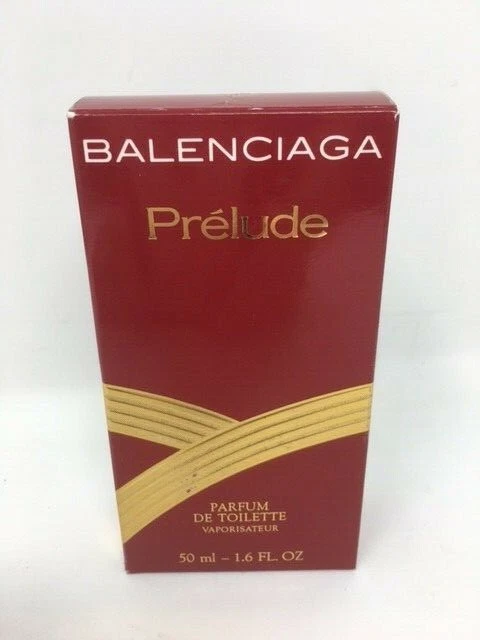 BALENCIAGA
Prélude
PARFUM
DE TOILETTE
VAPORISATEUR
50 ml – 1.6 FL. OZ